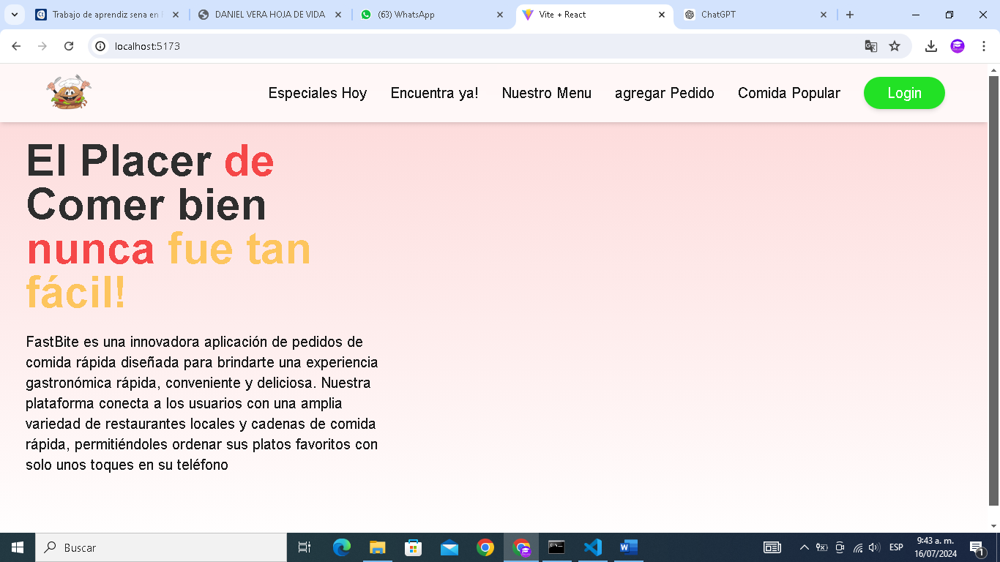 Trabajo de aprendiz sena en
DANIEL VERA HOJA DE VIDA
(63) WhatsApp
Vite + React
ChatGPT
localhost:5173
Especiales Hoy
Encuentra ya!
Nuestro Menu
agregar Pedido
Comida Popular
Login
El Placer de
Comer bien
nunca fue tan
fácil!
FastBite es una innovadora aplicación de pedidos de
comida rápida diseñada para brindarte una experiencia
gastronómica rápida, conveniente y deliciosa. Nuestra
plataforma conecta a los usuarios con una amplia
variedad de restaurantes locales y cadenas de comida
rápida, permitiéndoles ordenar sus platos favoritos con
solo unos toques en su teléfono
Buscar
ESP
9:43 a. m.
16/07/2024
1